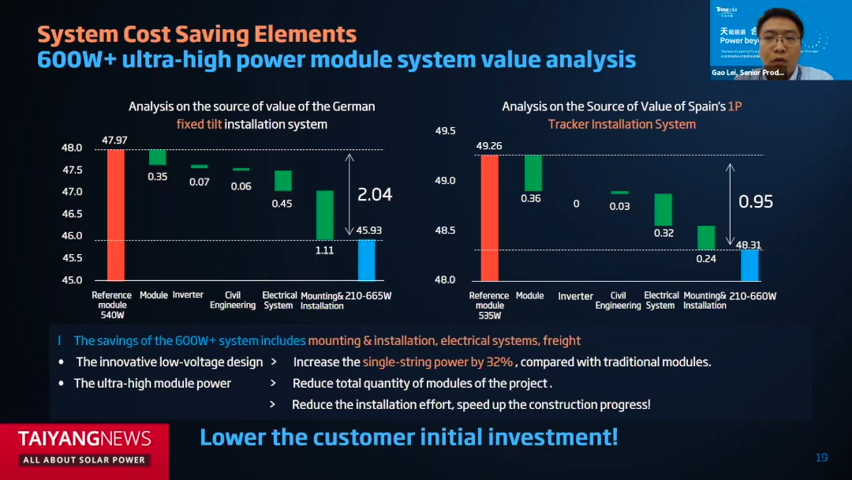 System Cost Saving Elements
600W+ ultra-high power module system value analysis
Trinasolar
天赋能源
Power bey
Gao Lei, Senior Prod...
Analysis on the source of value of the German
fixed tilt installation system
48.0
47.5
47.0
46.5
46.0
45.5
45.0
47.97
0.35
0.07
0.06
0.45
1.11
2.04
45.93
Reference
module
540W
Module
Inverter
Civil
Engineering
Electrical
System
Mounting&
Installation
210-665W
Analysis on the Source of Value of Spain's 1P
Tracker Installation System
49.5
49.0
48.5
48.0
49.26
0.36
0
0.03
0.32
0.24
0.95
48.31
Reference
module
535W
Module
Inverter
Civil
Engineering
Electrical
System
Mounting&
Installation
210-660W
l The savings of the 600W+ system includes mounting & installation, electrical systems, freight
• The innovative low-voltage design > Increase the single-string power by 32% , compared with traditional modules.
• The ultra-high module power > Reduce total quantity of modules of the project .
> Reduce the installation effort, speed up the construction progress!
TAIYANGNEWS
ALL ABOUT SOLAR POWER
Lower the customer initial investment!
19